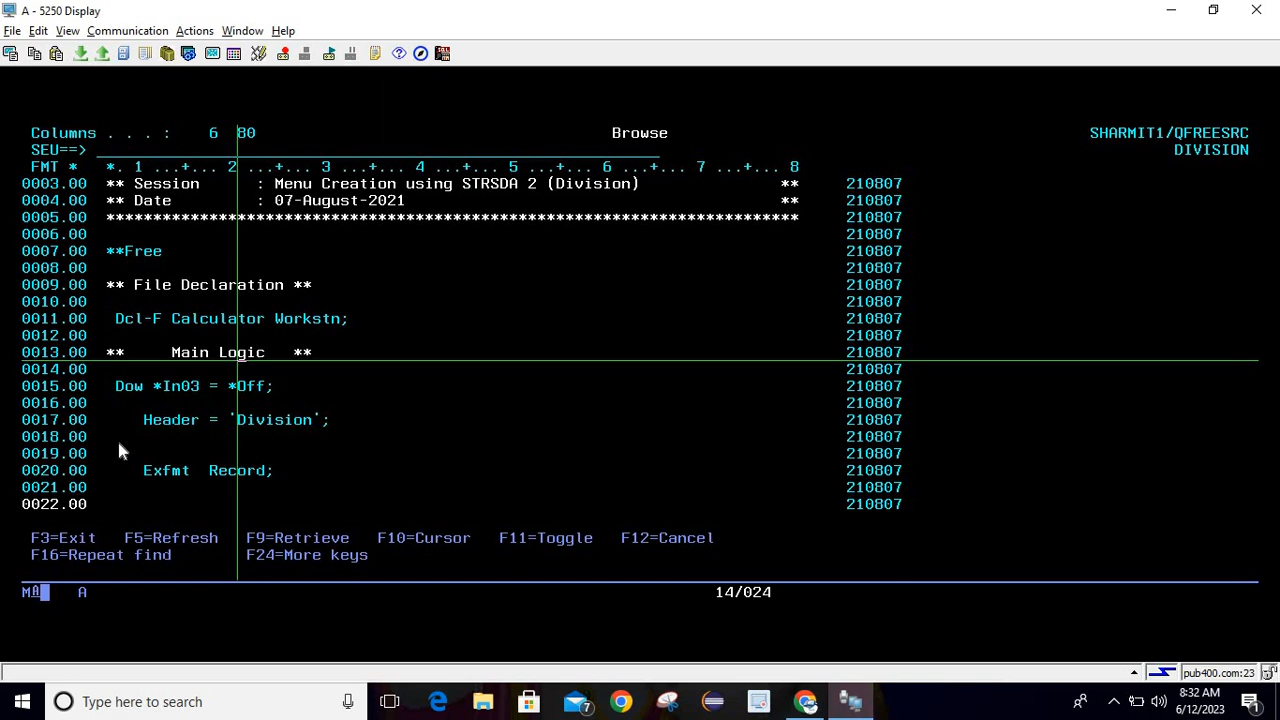 A - 5250 Display
File Edit View Communication Actions Window Help
Columns . . . : 6 80 Browse SHARMIT1/QFREESRC
SEU==> DIVISION
FMT * *. 1 ...+... 2 ...+... 3 ...+... 4 ...+... 5 ...+... 6 ...+... 7 ...+... 8
0003.00 ** Session : Menu Creation using STRSDA 2 (Division) ** 210807
0004.00 ** Date : 07-August-2021 ** 210807
0005.00 ************************************************************************** 210807
0006.00 210807
0007.00 **Free 210807
0008.00 210807
0009.00 ** File Declaration ** 210807
0010.00 210807
0011.00 Dcl-F Calculator Workstn; 210807
0012.00 210807
0013.00 ** Main Logic ** 210807
0014.00 210807
0015.00 Dow *In03 = *Off; 210807
0016.00 210807
0017.00 Header = 'Division'; 210807
0018.00 210807
0019.00 210807
0020.00 Exfmt Record; 210807
0021.00 210807
0022.00 210807
F3=Exit F5=Refresh F9=Retrieve F10=Cursor F11=Toggle F12=Cancel
F16=Repeat find F24=More keys
MA A 14/024
pub400.com:23
Type here to search 7 8:32 AM
6/12/2023 1